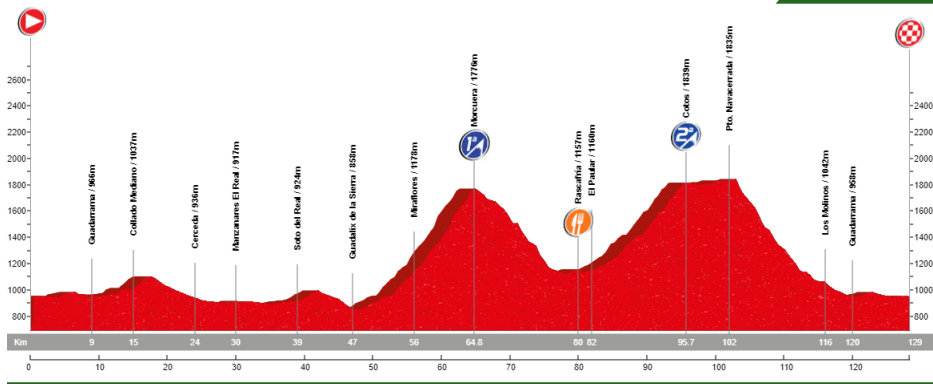 Guadarrama / 966m
Collado Mediano / 1037m
Cerceda / 936m
Manzanares El Real / 917m
Soto del Real / 924m
Guadalix de la Sierra / 858m
Miraflores / 1178m
Morcuera / 1776m
Rascafría / 1157m
El Paular / 1160m
Cotos / 1839m
Pto. Navacerrada / 1835m
Los Molinos / 1042m
Guadarrama / 958m
1ª
2ª
2600
2400
2200
2000
1800
1600
1400
1200
1000
800
2400
2200
2000
1800
1600
1400
1200
1000
800
Km 9 15 24 30 39 47 56 64.8 80 82 95.7 102 116 120 129
0 10 20 30 40 50 60 70 80 90 100 110 120